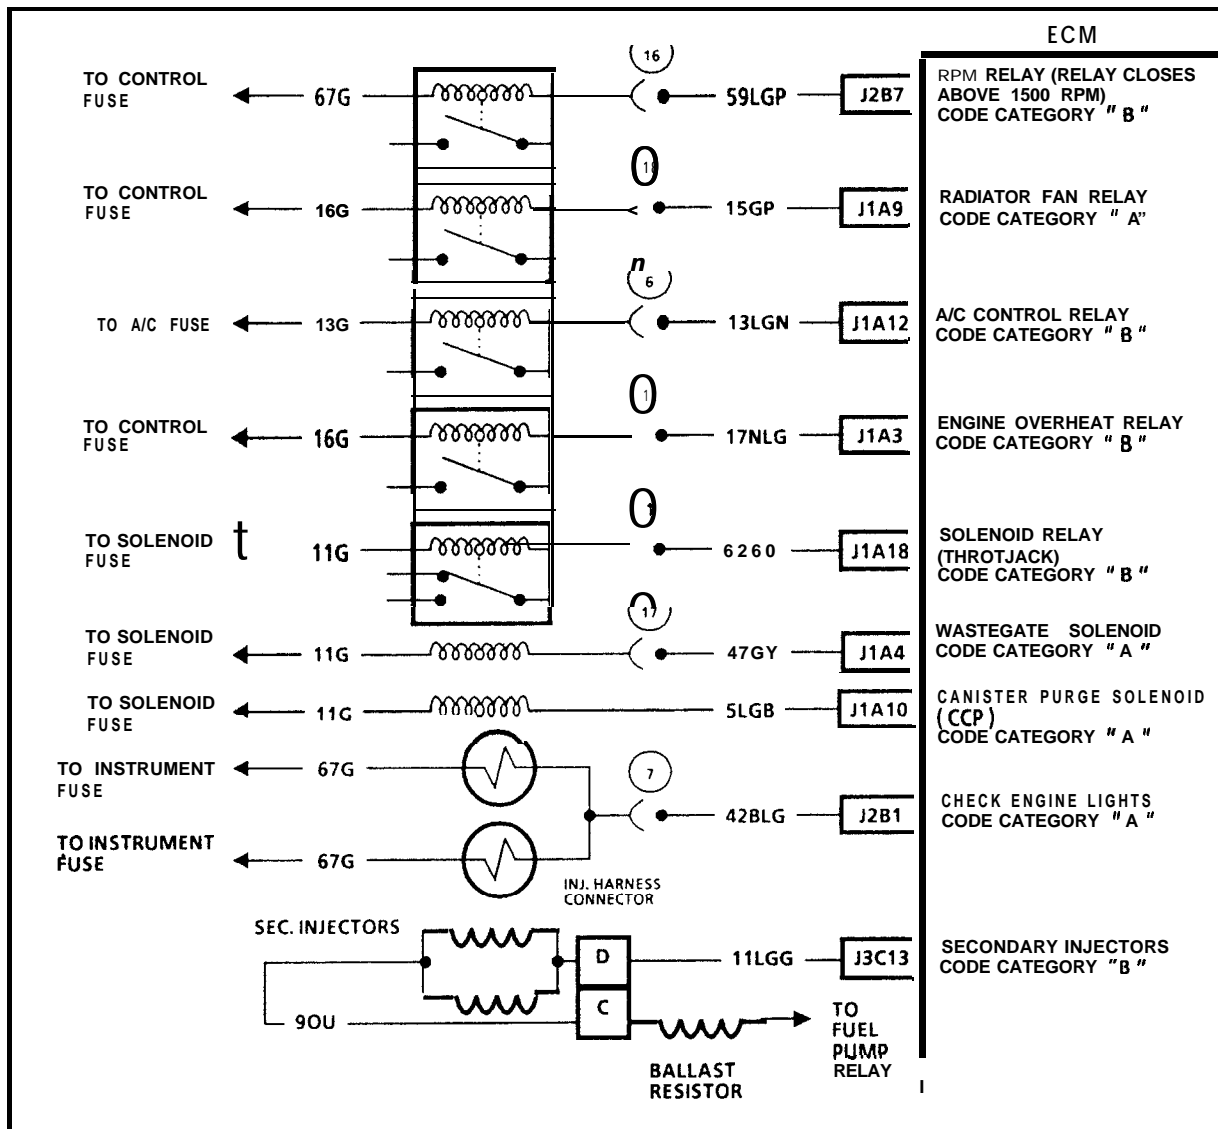 ECM
TO CONTROL
FUSE
67G
16
59LGP
J2B7
RPM RELAY (RELAY CLOSES
ABOVE 1500 RPM)
CODE CATEGORY "B"
TO CONTROL
FUSE
16G
18
15GP
J1A9
RADIATOR FAN RELAY
CODE CATEGORY "A"
TO A/C FUSE
13G
n
6
13LGN
J1A12
A/C CONTROL RELAY
CODE CATEGORY "B"
TO CONTROL
FUSE
16G
17NLG
J1A3
ENGINE OVERHEAT RELAY
CODE CATEGORY "B"
TO SOLENOID
FUSE
t
11G
6260
J1A18
SOLENOID RELAY
(THROTJACK)
CODE CATEGORY "B"
TO SOLENOID
FUSE
11G
17
47GY
J1A4
WASTEGATE SOLENOID
CODE CATEGORY "A"
TO SOLENOID
FUSE
11G
5LGB
J1A10
CANISTER PURGE SOLENOID
(CCP)
CODE CATEGORY "A"
TO INSTRUMENT
FUSE
67G
7
42BLG
J2B1
CHECK ENGINE LIGHTS
CODE CATEGORY "A"
TO INSTRUMENT
FUSE
67G
INJ. HARNESS
CONNECTOR
SEC. INJECTORS
D
11LGG
J3C13
SECONDARY INJECTORS
CODE CATEGORY "B"
90U
C
BALLAST
RESISTOR
TO
FUEL
PUMP
RELAY